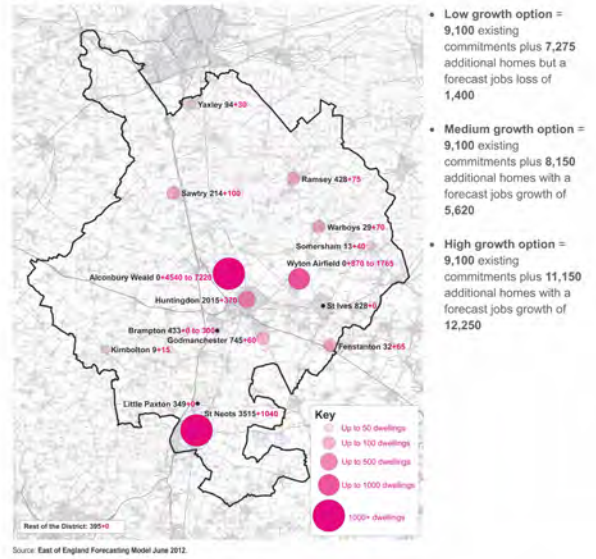 Yaxley 94+30
Sawtry 214+100
Ramsey 428+75
Warboys 29+70
Somersham 13+40
Wyton Airfield 0+870 to 1765
Alconbury Weald 0+4540 to 7220
Huntingdon 2015+370
St Ives 828+0
Brampton 433+0 to 300
Godmanchester 745+60
Kimbolton 9+15
Fenstanton 32+65
Little Paxton 349+0
St Neots 3515+1040
Key
Up to 50 dwellings
Up to 100 dwellings
Up to 500 dwellings
Up to 1000 dwellings
1000+ dwellings
Rest of the District: 395+0
Source: East of England Forecasting Model June 2012.
• Low growth option =
9,100 existing
commitments plus 7,275
additional homes but a
forecast jobs loss of
1,400
• Medium growth option =
9,100 existing
commitments plus 8,150
additional homes with a
forecast jobs growth of
5,620
• High growth option =
9,100 existing
commitments plus 11,150
additional homes with a
forecast jobs growth of
12,250